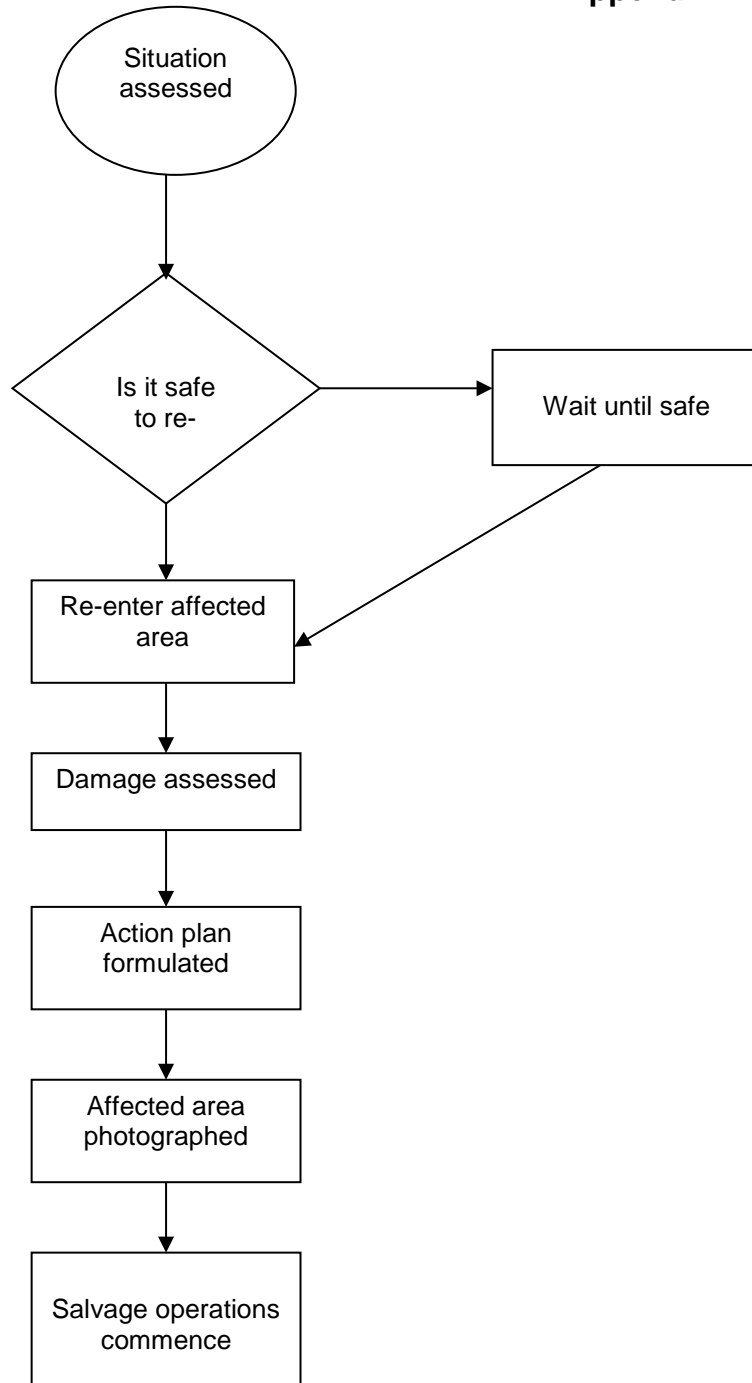 Situation
assessed
Is it safe
to re-
Wait until safe
Re-enter affected
area
Damage assessed
Action plan
formulated
Affected area
photographed
Salvage operations
commence